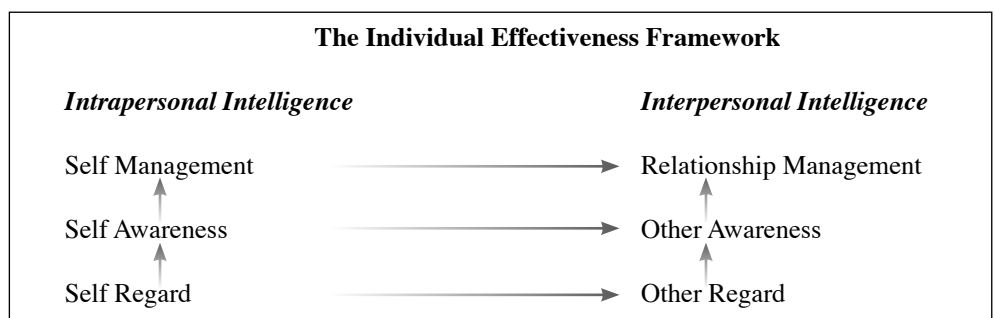 The Individual Effectiveness Framework
Intrapersonal Intelligence Interpersonal Intelligence
Self Management Relationship Management
Self Awareness Other Awareness
Self Regard Other Regard